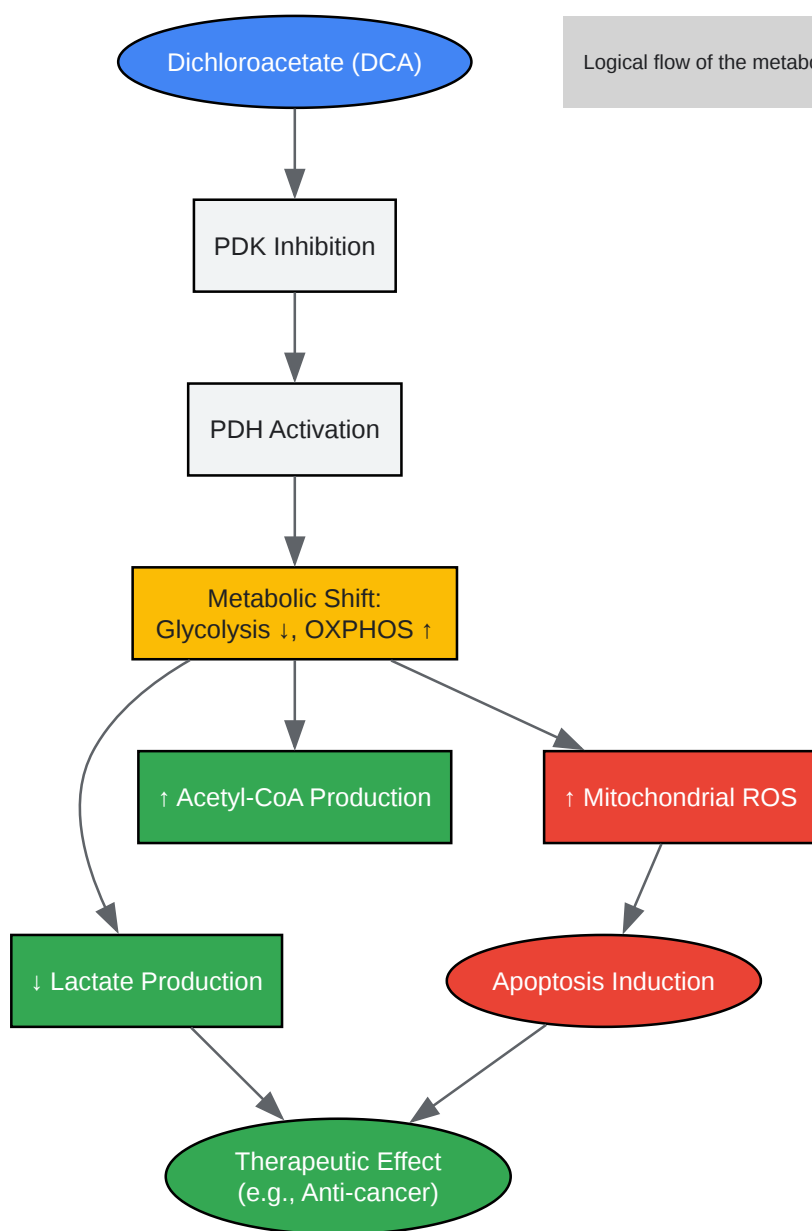 Dichloroacetate (DCA)
Logical flow of the
PDK Inhibition
PDH Activation
Metabolic Shift:
Glycolysis ↓, OXPHOS ↑
↑ Acetyl-CoA Production
↑ Mitochondrial ROS
↓ Lactate Production
Apoptosis Induction
Therapeutic Effect
(e.g., Anti-cancer)